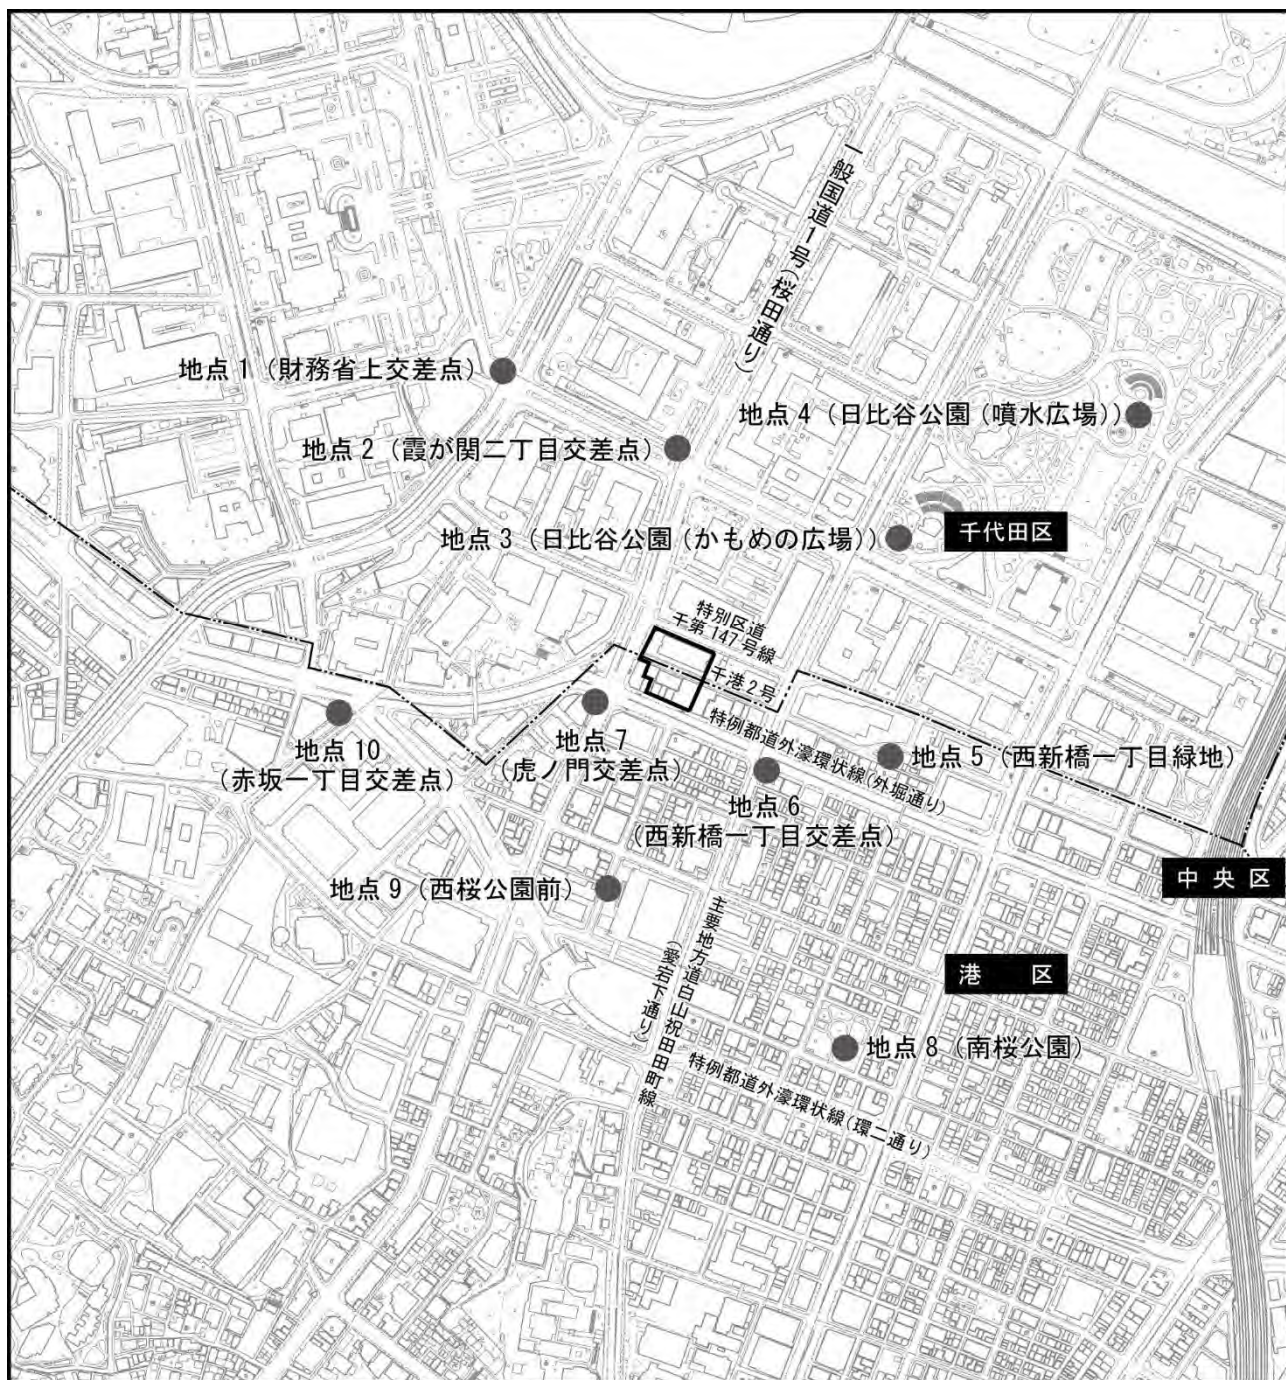 一般国道1号(桜田通り)
地点1（財務省上交差点）
地点4（日比谷公園（噴水広場））
地点2（霞が関二丁目交差点）
地点3（日比谷公園（かもめの広場））
千代田区
特別区道
千第147号線
千港2号
特例都道外濠環状線(外堀通り)
地点10
（赤坂一丁目交差点）
地点7
（虎ノ門交差点）
地点5（西新橋一丁目緑地）
地点6
（西新橋一丁目交差点）
中央区
地点9（西桜公園前）
主要地方道白山祝田田町線
(愛宕下通り)
港区
地点8（南桜公園）
特例都道外濠環状線(環二通り)